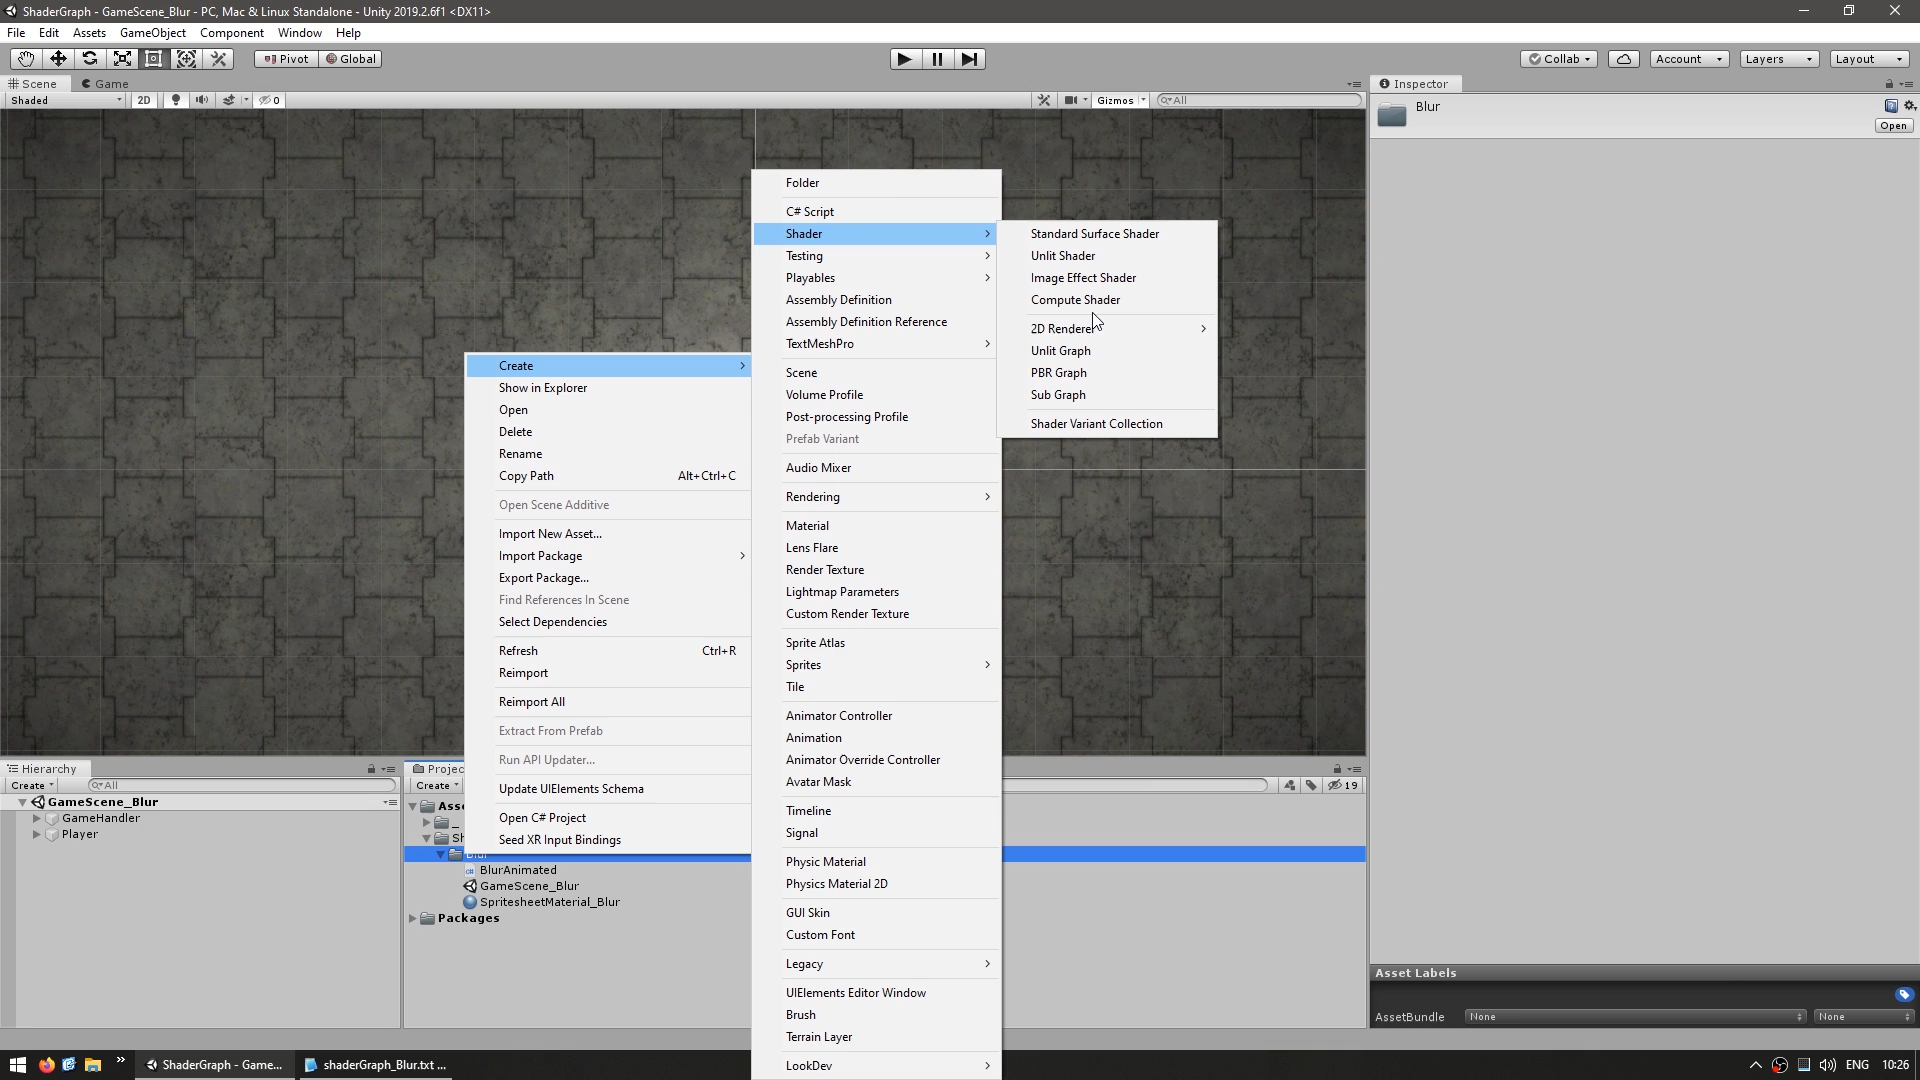 ShaderGraph - GameScene_Blur - PC, Mac & Linux Standalone - Unity 2019.2.6f1 <DX11>
File Edit Assets GameObject Component Window Help
Pivot Global Collab Account Layers Layout
Scene Game
Shaded 2D 0 Gizmos All
Inspector
Blur
Open
Folder
C# Script
Shader
Testing
Playables
Assembly Definition
Assembly Definition Reference
TextMeshPro
Scene
Volume Profile
Post-processing Profile
Prefab Variant
Audio Mixer
Rendering
Material
Lens Flare
Render Texture
Lightmap Parameters
Custom Render Texture
Sprite Atlas
Sprites
Tile
Animator Controller
Animation
Animator Override Controller
Avatar Mask
Timeline
Signal
Physic Material
Physics Material 2D
GUI Skin
Custom Font
Legacy
UIElements Editor Window
Brush
Terrain Layer
LookDev
Standard Surface Shader
Unlit Shader
Image Effect Shader
Compute Shader
2D Renderer
Unlit Graph
PBR Graph
Sub Graph
Shader Variant Collection
Create
Show in Explorer
Open
Delete
Rename
Copy Path Alt+Ctrl+C
Open Scene Additive
Import New Asset...
Import Package
Export Package...
Find References In Scene
Select Dependencies
Refresh Ctrl+R
Reimport
Reimport All
Extract From Prefab
Run API Updater...
Update UIElements Schema
Open C# Project
Seed XR Input Bindings
Hierarchy
Create All
GameScene_Blur
GameHandler
Player
Projec
Create
19
Ass
_
Sh
Blur
BlurAnimated
GameScene_Blur
SpritesheetMaterial_Blur
Packages
Asset Labels
AssetBundle None None
ShaderGraph - Game...
shaderGraph_Blur.txt ...
ENG 10:26